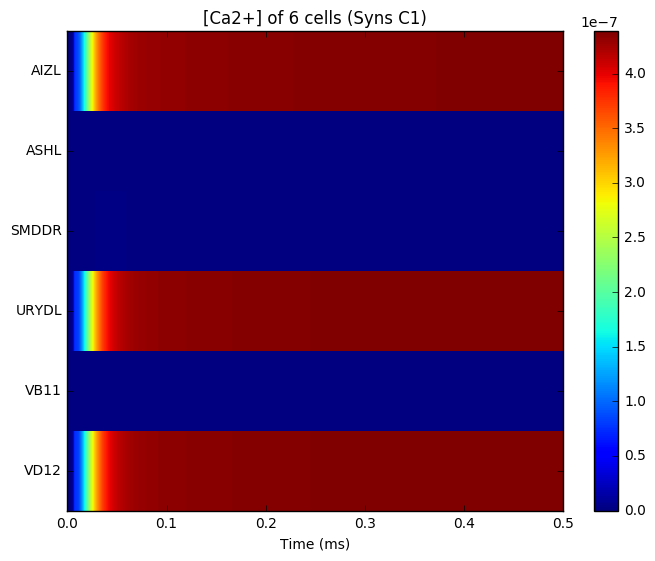 [Ca2+] of 6 cells (Syns C1)
1e−7
AIZL
ASHL
SMDDR
URYDL
VB11
VD12
0.0 0.1 0.2 0.3 0.4 0.5
Time (ms)
4.0
3.5
3.0
2.5
2.0
1.5
1.0
0.5
0.0